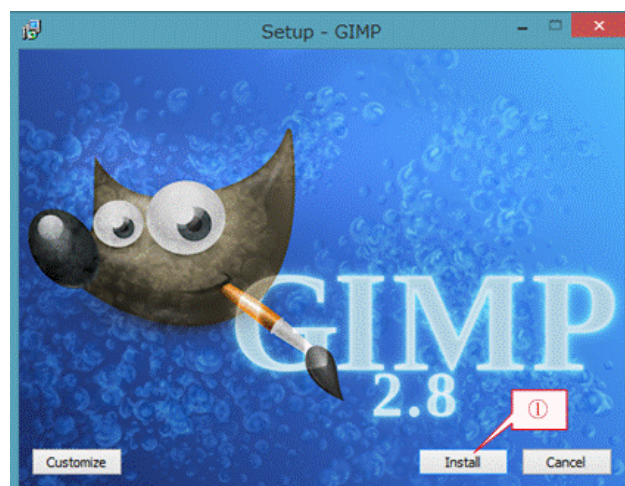 Setup - GIMP
GIMP
2.8
①
Customize
Install
Cancel